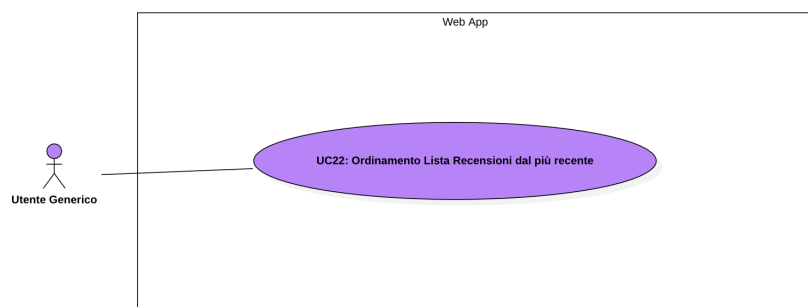 Web App
UC22: Ordinamento Lista Recensioni dal più recente
Utente Generico